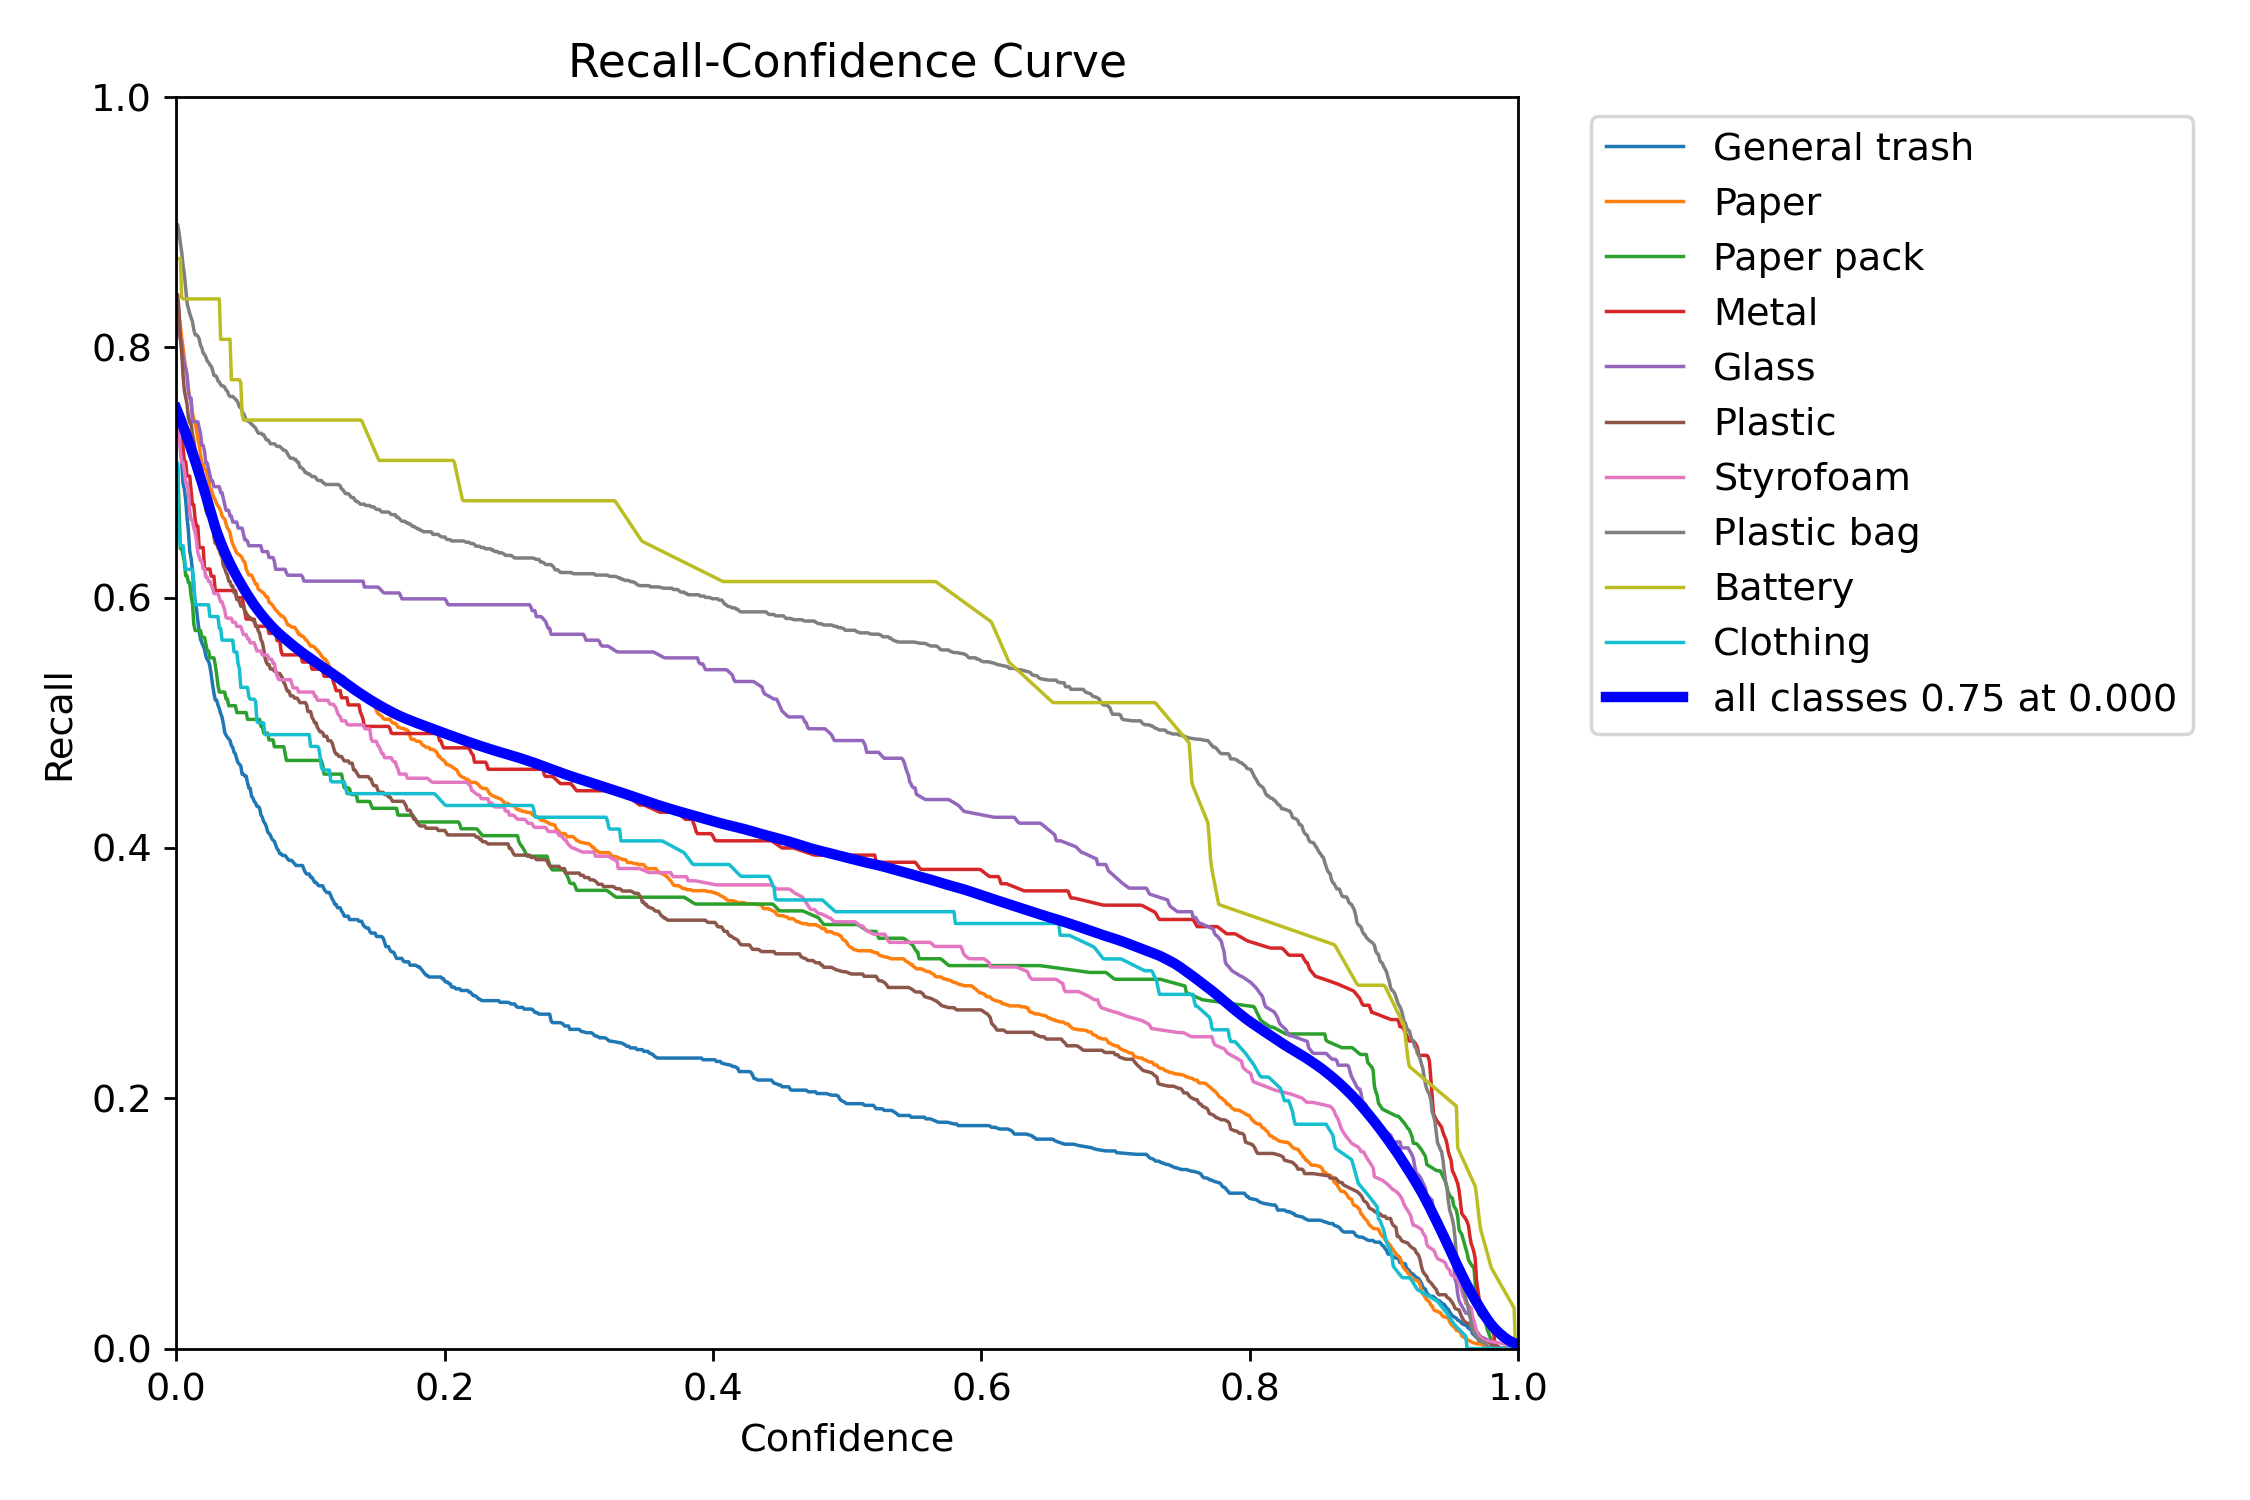 Recall-Confidence Curve
1.0
0.8
0.6
0.4
0.2
0.0
Recall
0.0 0.2 0.4 0.6 0.8 1.0
Confidence
General trash
Paper
Paper pack
Metal
Glass
Plastic
Styrofoam
Plastic bag
Battery
Clothing
all classes 0.75 at 0.000